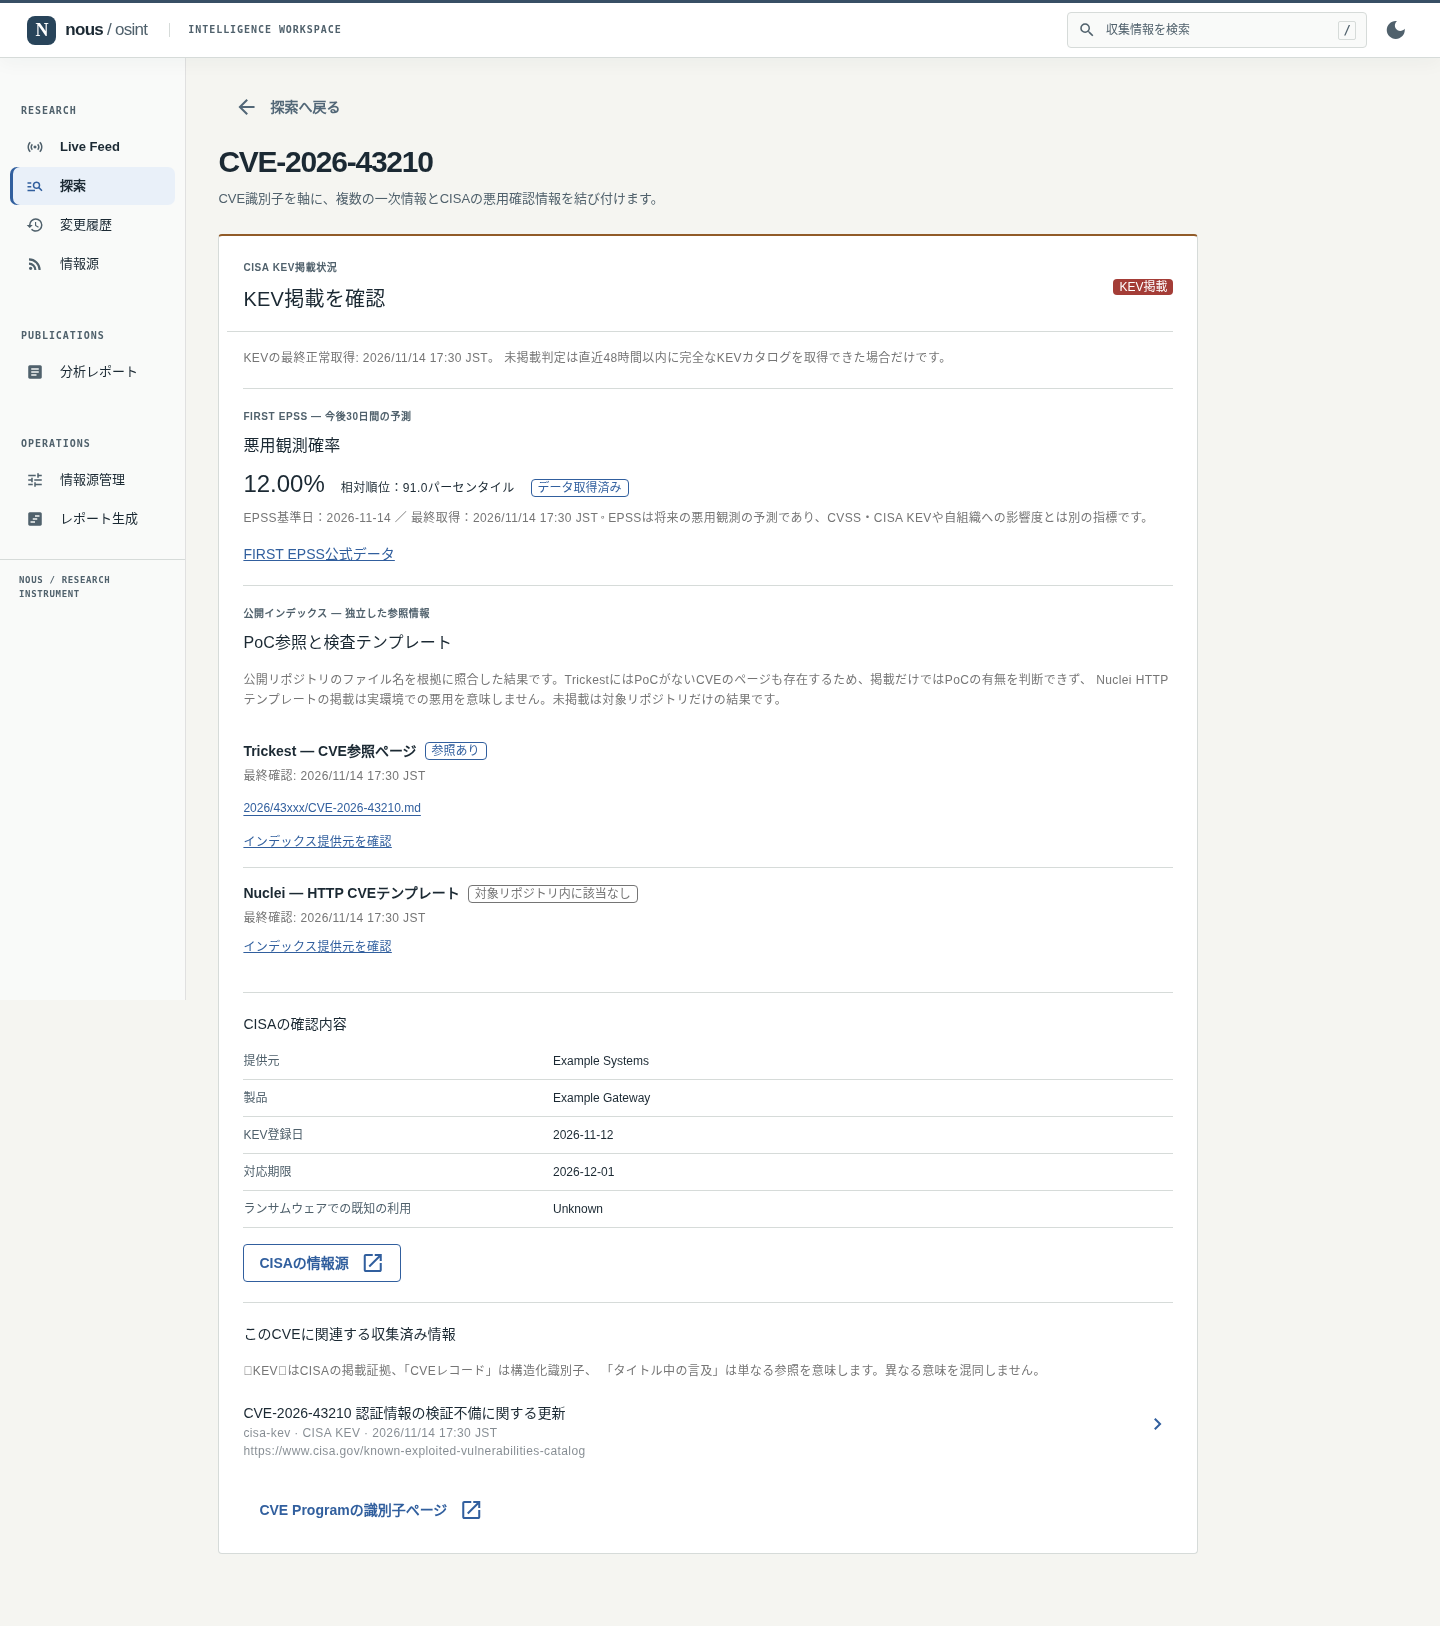 N nous / osint
INTELLIGENCE WORKSPACE
収集情報を検索
/
RESEARCH
Live Feed
探索
変更履歴
情報源
PUBLICATIONS
分析レポート
OPERATIONS
情報源管理
レポート生成
NOUS / RESEARCH
INSTRUMENT
探索へ戻る
CVE-2026-43210
CVE識別子を軸に、複数の一次情報とCISAの悪用確認情報を結び付けます。
CISA KEV掲載状況
KEV掲載を確認
KEV掲載
KEVの最終正常取得: 2026/11/14 17:30 JST。 未掲載判定は直近48時間以内に完全なKEVカタログを取得できた場合だけです。
FIRST EPSS — 今後30日間の予測
悪用観測確率
12.00% 相対順位：91.0パーセンタイル データ取得済み
EPSS基準日：2026-11-14 ／ 最終取得：2026/11/14 17:30 JST。EPSSは将来の悪用観測の予測であり、CVSS・CISA KEVや自組織への影響度とは別の指標です。
FIRST EPSS公式データ
公開インデックス — 独立した参照情報
PoC参照と検査テンプレート
公開リポジトリのファイル名を根拠に照合した結果です。TrickestにはPoCがないCVEのページも存在するため、掲載だけではPoCの有無を判断できず、 Nuclei HTTP
テンプレートの掲載は実環境での悪用を意味しません。未掲載は対象リポジトリだけの結果です。
Trickest — CVE参照ページ 参照あり
最終確認: 2026/11/14 17:30 JST
2026/43xxx/CVE-2026-43210.md
インデックス提供元を確認
Nuclei — HTTP CVEテンプレート 対象リポジトリ内に該当なし
最終確認: 2026/11/14 17:30 JST
インデックス提供元を確認
CISAの確認内容
提供元 Example Systems
製品 Example Gateway
KEV登録日 2026-11-12
対応期限 2026-12-01
ランサムウェアでの既知の利用 Unknown
CISAの情報源
このCVEに関連する収集済み情報
KEVはCISAの掲載証拠、「CVEレコード」は構造化識別子、 「タイトル中の言及」は単なる参照を意味します。異なる意味を混同しません。
CVE-2026-43210 認証情報の検証不備に関する更新
cisa-kev · CISA KEV · 2026/11/14 17:30 JST
https://www.cisa.gov/known-exploited-vulnerabilities-catalog
CVE Programの識別子ページ